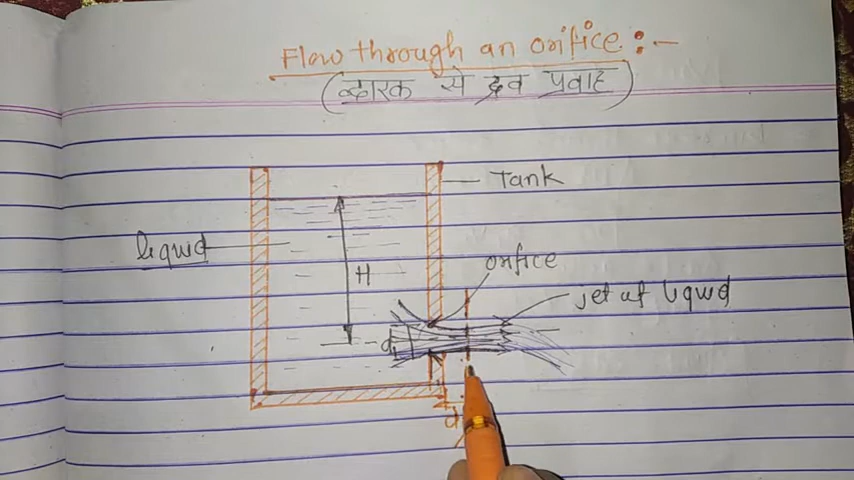 Flow through an orifice :-
(द्वारक से द्रव प्रवाह)
Tank
liquid
orifice
H
jet of liquid
d
d